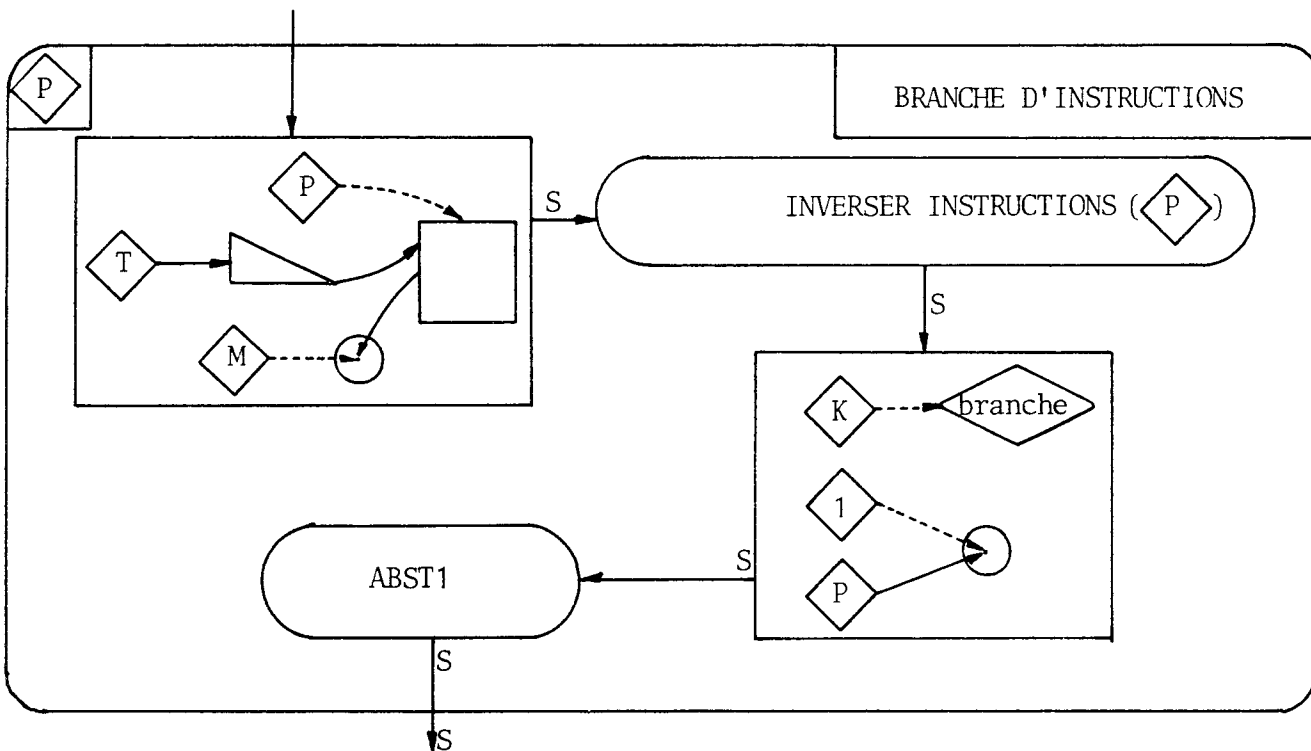 P
BRANCHE D'INSTRUCTIONS
P
S
INVERSER INSTRUCTIONS (P)
T
S
M
K
branche
1
S
ABST1
P
S
S